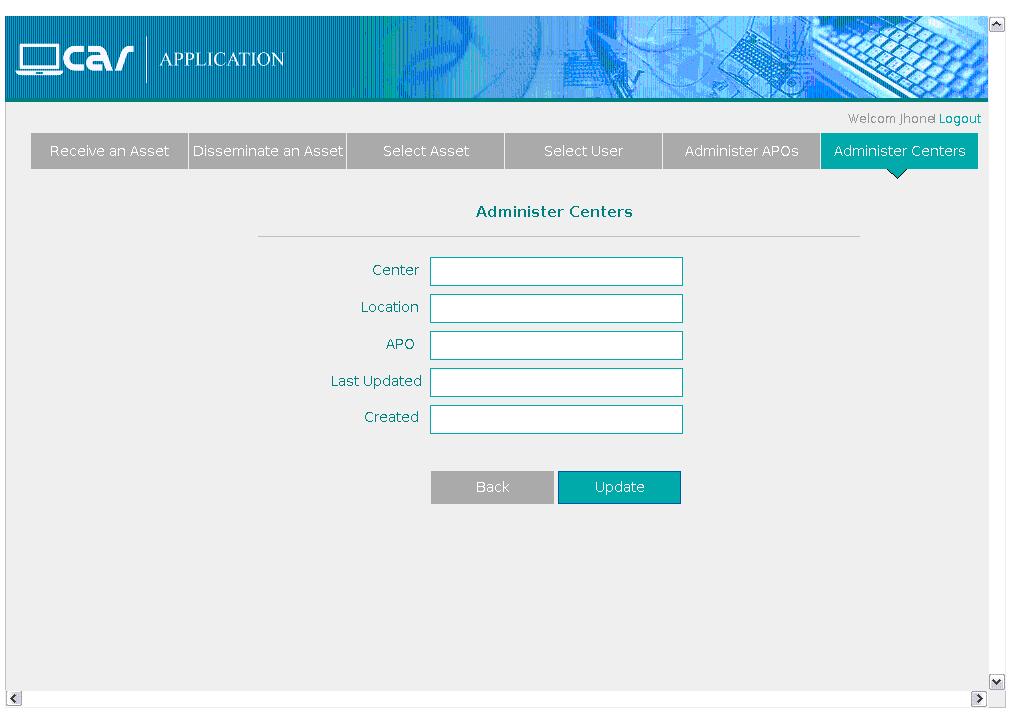 car APPLICATION
Welcom Jhonel Logout
Receive an Asset Disseminate an Asset Select Asset Select User Administer APOs Administer Centers
Administer Centers
Center
Location
APO
Last Updated
Created
Back Update